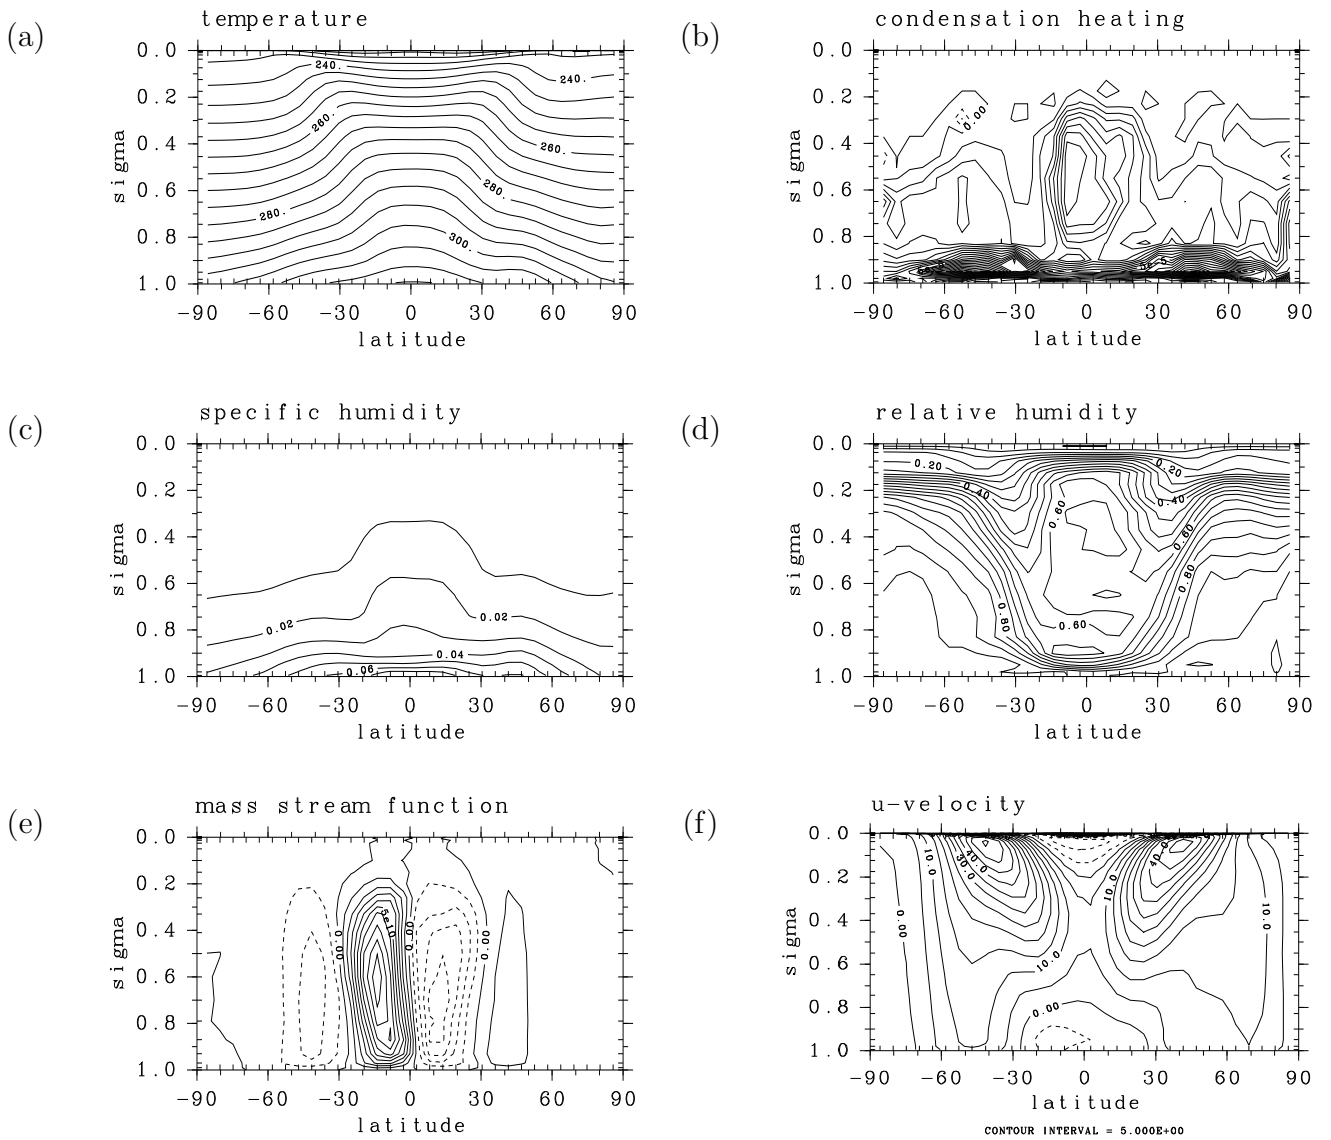 (a) temperature
240.
240.
260.
260.
280.
280.
300.
0.0
0.2
0.4
0.6
0.8
1.0
sigma
-90 -60 -30 0 30 60 90
latitude
(b) condensation heating
0.00
0.0
0.2
0.4
0.6
0.8
1.0
sigma
-90 -60 -30 0 30 60 90
latitude
(c) specific humidity
0.02
0.02
0.04
0.06
0.0
0.2
0.4
0.6
0.8
1.0
sigma
-90 -60 -30 0 30 60 90
latitude
(d) relative humidity
0.20
0.20
0.40
0.40
0.60
0.60
0.80
0.80
0.60
0.0
0.2
0.4
0.6
0.8
1.0
sigma
-90 -60 -30 0 30 60 90
latitude
(e) mass stream function
5e10
0.00
0.00
0.00
0.0
0.2
0.4
0.6
0.8
1.0
sigma
-90 -60 -30 0 30 60 90
latitude
(f) u-velocity
10.0
30.0
40.0
40.0
10.0
0.00
10.0
10.0
0.00
0.0
0.2
0.4
0.6
0.8
1.0
sigma
-90 -60 -30 0 30 60 90
latitude
CONTOUR INTERVAL = 5.000E+00